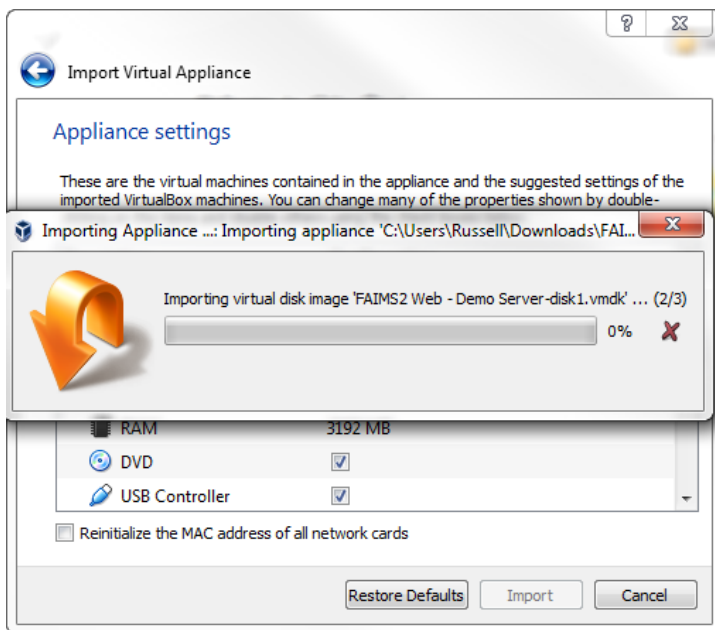 Import Virtual Appliance
Appliance settings
These are the virtual machines contained in the appliance and the suggested settings of the
imported VirtualBox machines. You can change many of the properties shown by double-
Importing Appliance ...: Importing appliance 'C:\Users\Russell\Downloads\FAI...
Importing virtual disk image 'FAIMS2 Web - Demo Server-disk1.vmdk' ... (2/3)
0%
RAM 3192 MB
DVD
USB Controller
Reinitialize the MAC address of all network cards
Restore Defaults Import Cancel